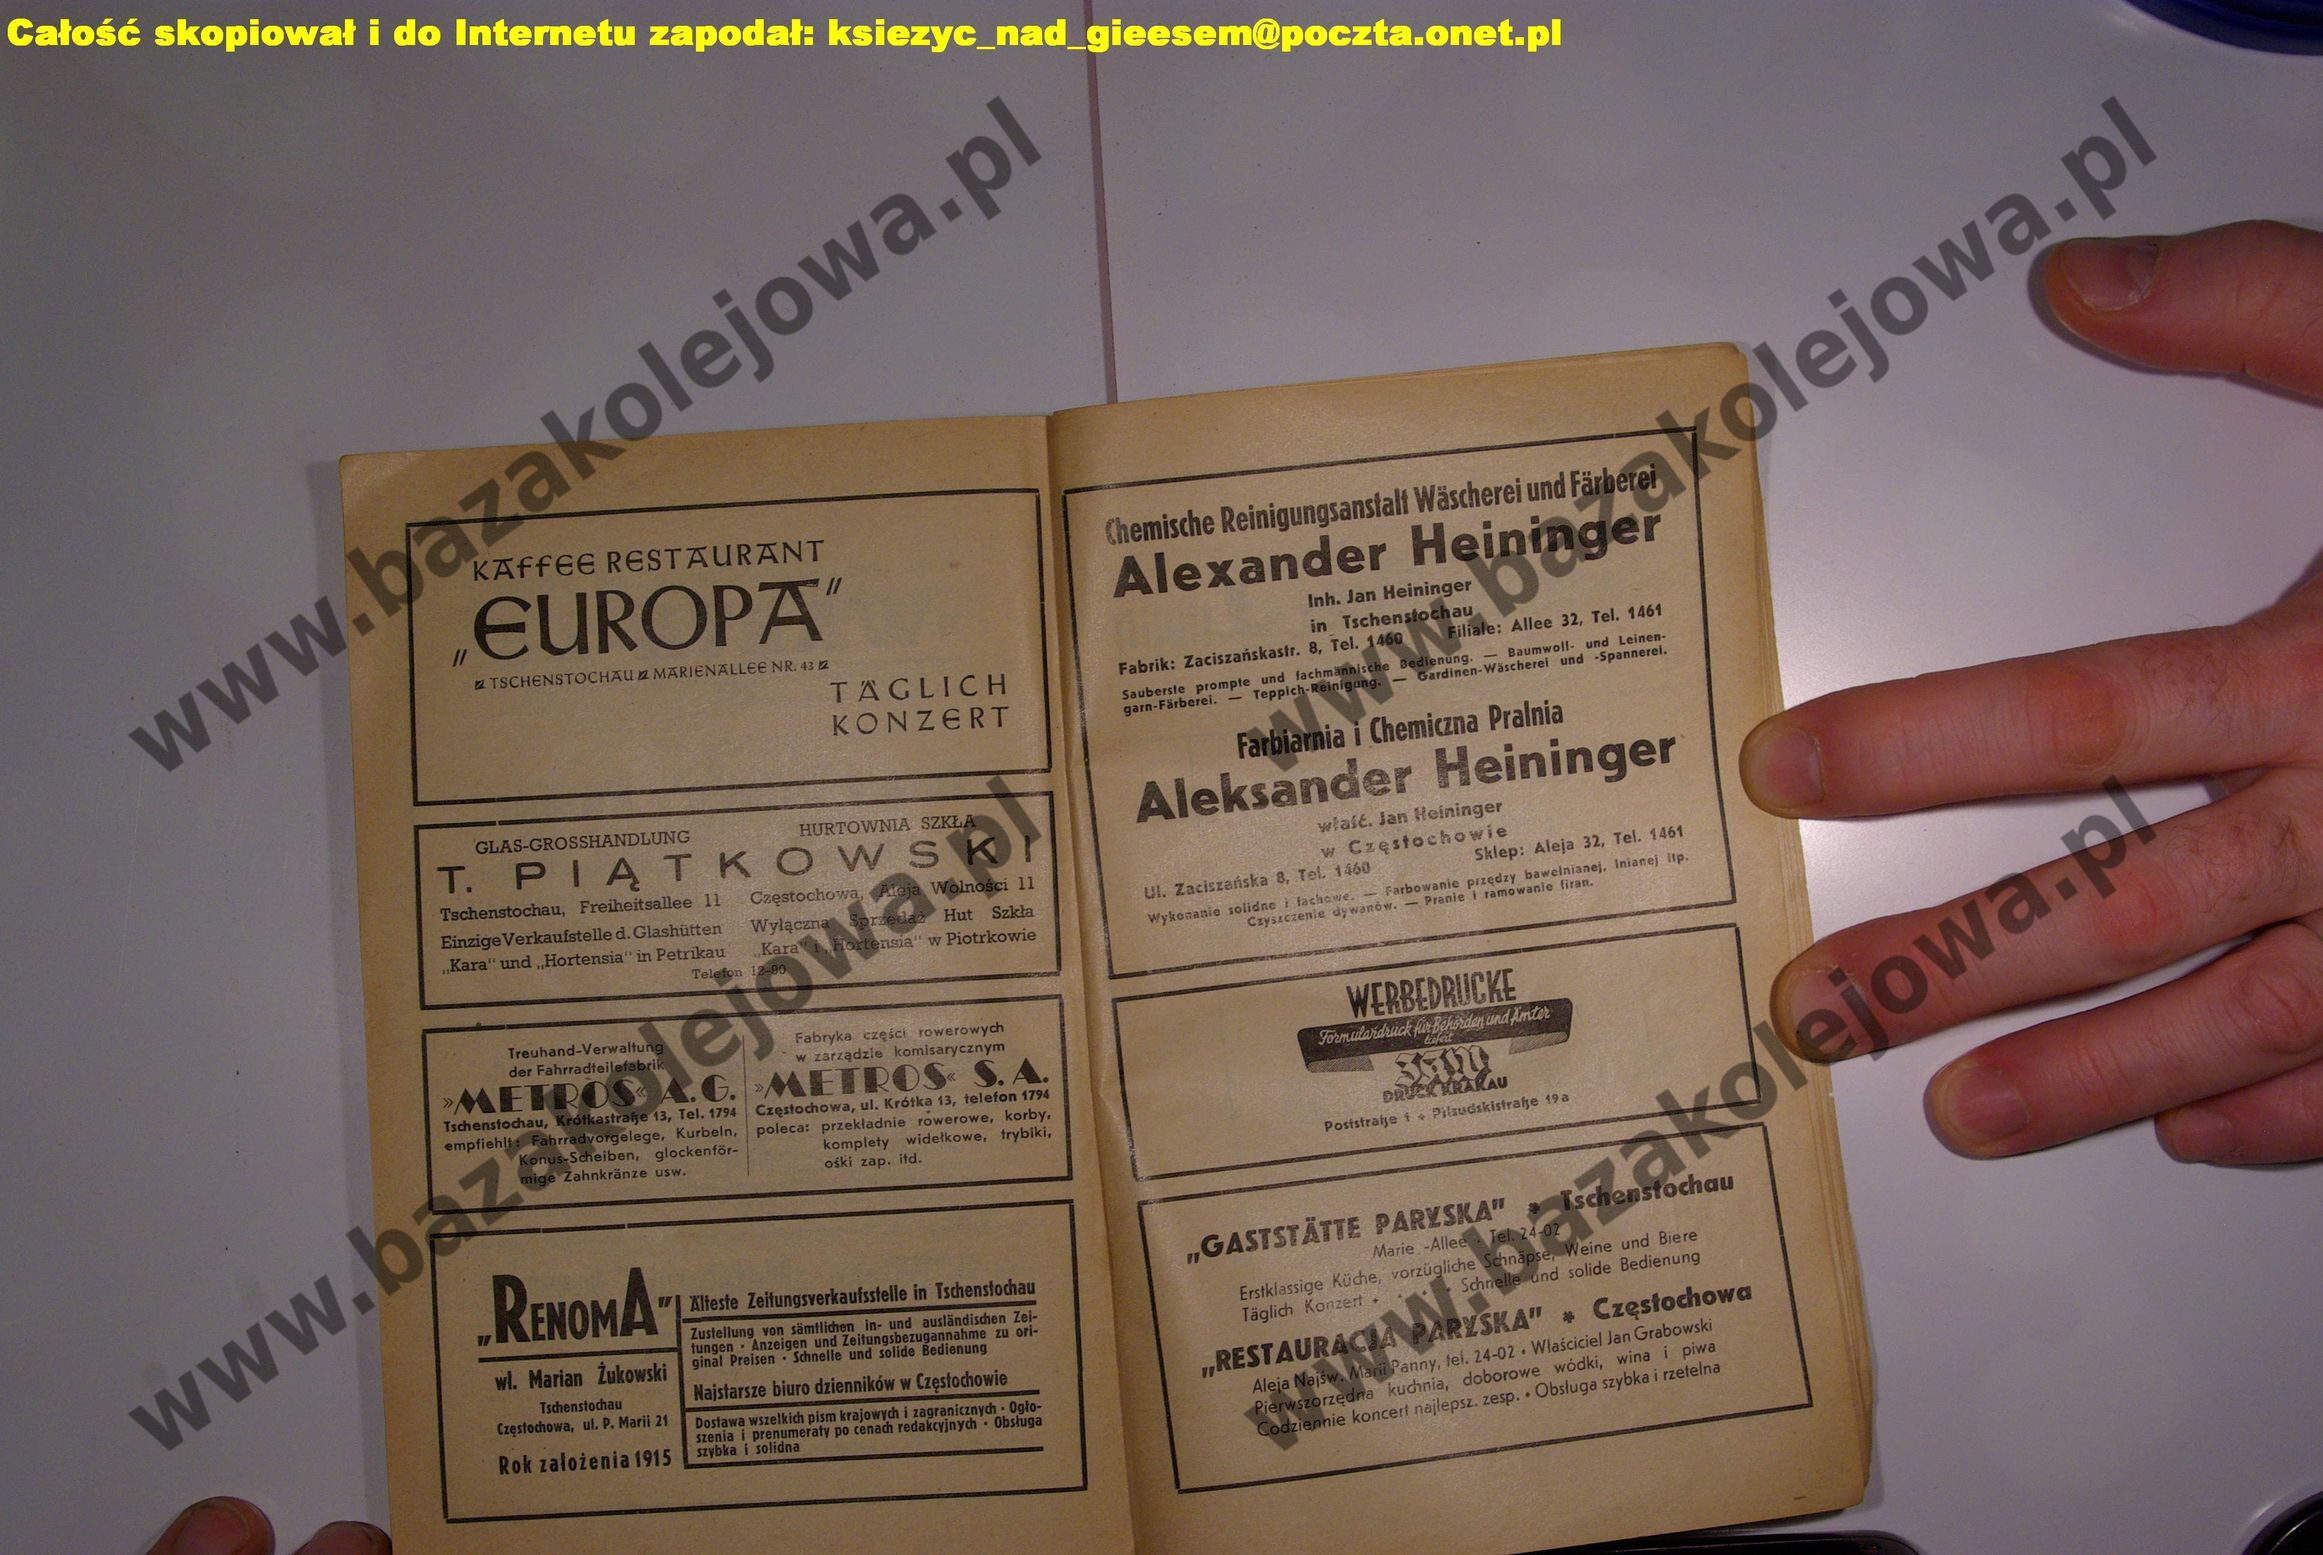 Całość skopiował i do Internetu zapodał: ksiezyc_nad_gieesem@poczta.onet.pl
www.bazakolejowa.pl
www.bazakolejowa.pl
www.bazakolejowa.pl
www.bazakolejowa.pl
KAFFEE RESTAURANT
„EUROPA"
TSCHENSTOCHAU MARIENALLEE NR. 43
TÄGLICH
KONZERT
GLAS-GROSSHANDLUNG
HURTOWNIA SZKŁA
T. PIĄTKOWSKI
Tschenstochau, Freiheitsallee 11
Einzige Verkaufstelle d. Glashütten
„Kara" und „Hortensia" in Petrikau
Częstochowa, Aleja Wolności 11
Wyłączna Sprzedaż Hut Szkła
„Kara" i „Hortensia" w Piotrkowie
Telefon 12-90
Treuhand-Verwaltung
der Fahrradteilefabrik
»METROS« A. G.
Tschenstochau, Krótkastraße 13, Tel. 1794
empfiehlt: Fahrradvorgelege, Kurbeln,
Konus-Scheiben, glockenför-
mige Zahnkränze usw.
Fabryka części rowerowych
w zarządzie komisarycznym
»METROS« S. A.
Częstochowa, ul. Krótka 13, telefon 1794
poleca: przekładnie rowerowe, korby,
komplety widełkowe, trybiki,
ośki zap. itd.
„RENOMA"
wł. Marian Żukowski
Tschenstochau
Częstochowa, ul. P. Marii 21
Rok założenia 1915
Älteste Zeitungsverkaufsstelle in Tschenstochau
Zustellung von sämtlichen in- und ausländischen Zei-
tungen · Anzeigen und Zeitungsbezugannahme zu ori-
ginal Preisen · Schnelle und solide Bedienung
Najstarsze biuro dzienników w Częstochowie
Dostawa wszelkich pism krajowych i zagranicznych · Ogło-
szenia i prenumeraty po cenach redakcyjnych · Obsługa
szybka i solidna
Chemische Reinigungsanstalt Wäscherei und Färberei
Alexander Heininger
Inh. Jan Heininger
in Tschenstochau
Fabrik: Zaciszańskastr. 8, Tel. 1460 Filiale: Allee 32, Tel. 1461
Sauberste prompte und fachmännische Bedienung. — Baumwoll- und Leinen-
garn-Färberei. — Teppich-Reinigung. — Gardinen-Wäscherei und -Spannerei.
Farbiarnia i Chemiczna Pralnia
Aleksander Heininger
właść. Jan Heininger
w Częstochowie
Ul. Zaciszańska 8, Tel. 1460 Sklep: Aleja 32, Tel. 1461
Wykonanie solidne i fachowe. — Farbowanie przędzy bawełnianej, lnianej itp.
Czyszczenie dywanów. — Pranie i ramowanie firan.
WERBEDRUCKE
Formulardruck für Behörden und Ämter
liefert
DRUCK KRAKAU
Poststraße 1 + Pilsudskistraße 19a
„GASTSTÄTTE PARYSKA" * Tschenstochau
Marie -Allee · Tel. 24-02
Erstklassige Küche, vorzügliche Schnäpse, Weine und Biere
Täglich Konzert · · · · Schnelle und solide Bedienung
„RESTAURACJA PARYSKA" * Częstochowa
Aleja Najśw. Marii Panny, tel. 24-02 • Właściciel Jan Grabowski
Pierwszorzędna kuchnia, doborowe wódki, wina i piwa
Codziennie koncert najlepsz. zesp. • Obsługa szybka i rzetelna